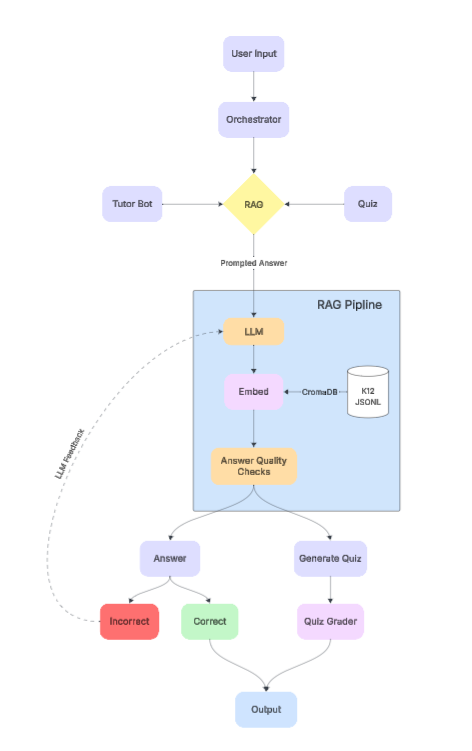 User Input
Orchestrator
Tutor Bot
RAG
Quiz
Prompted Answer
RAG Pipline
LLM
Embed
CromaDB
K12
JSONL
Answer Quality
Checks
LLM Feedback
Answer
Generate Quiz
Incorrect
Correct
Quiz Grader
Output